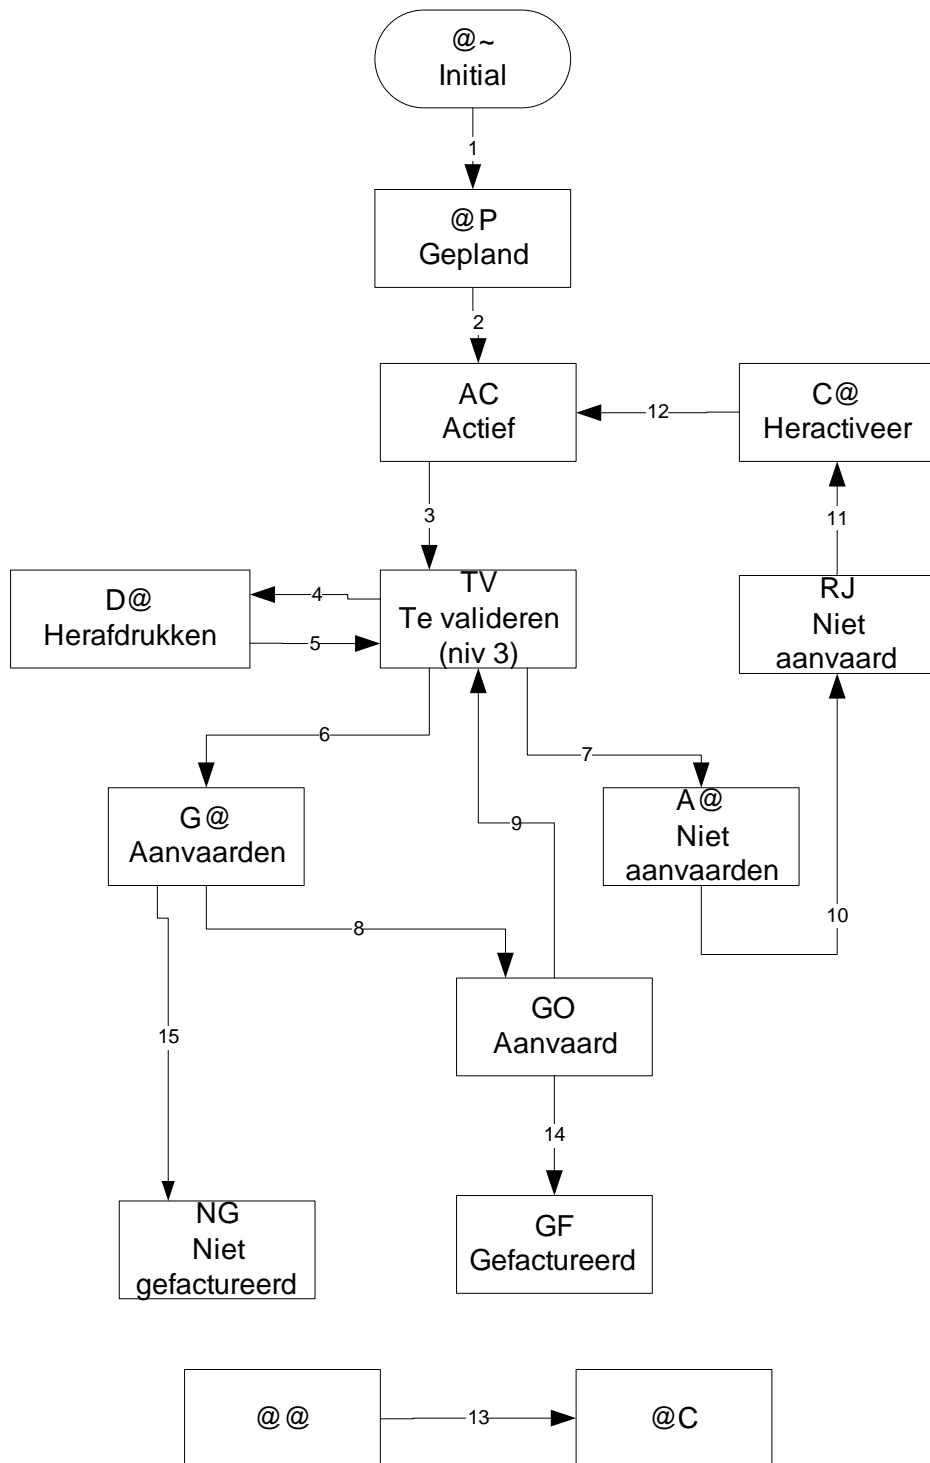 @~
Initial
1
@P
Gepland
2
AC
Actief
12
C@
Heractiveer
3
11
D@
Herafdrukken
4
5
TV
Te valideren
(niv 3)
RJ
Niet
aanvaard
6
7
9
G@
Aanvaarden
A@
Niet
aanvaarden
8
10
15
GO
Aanvaard
14
NG
Niet
gefactureerd
GF
Gefactureerd
@@
13
@C